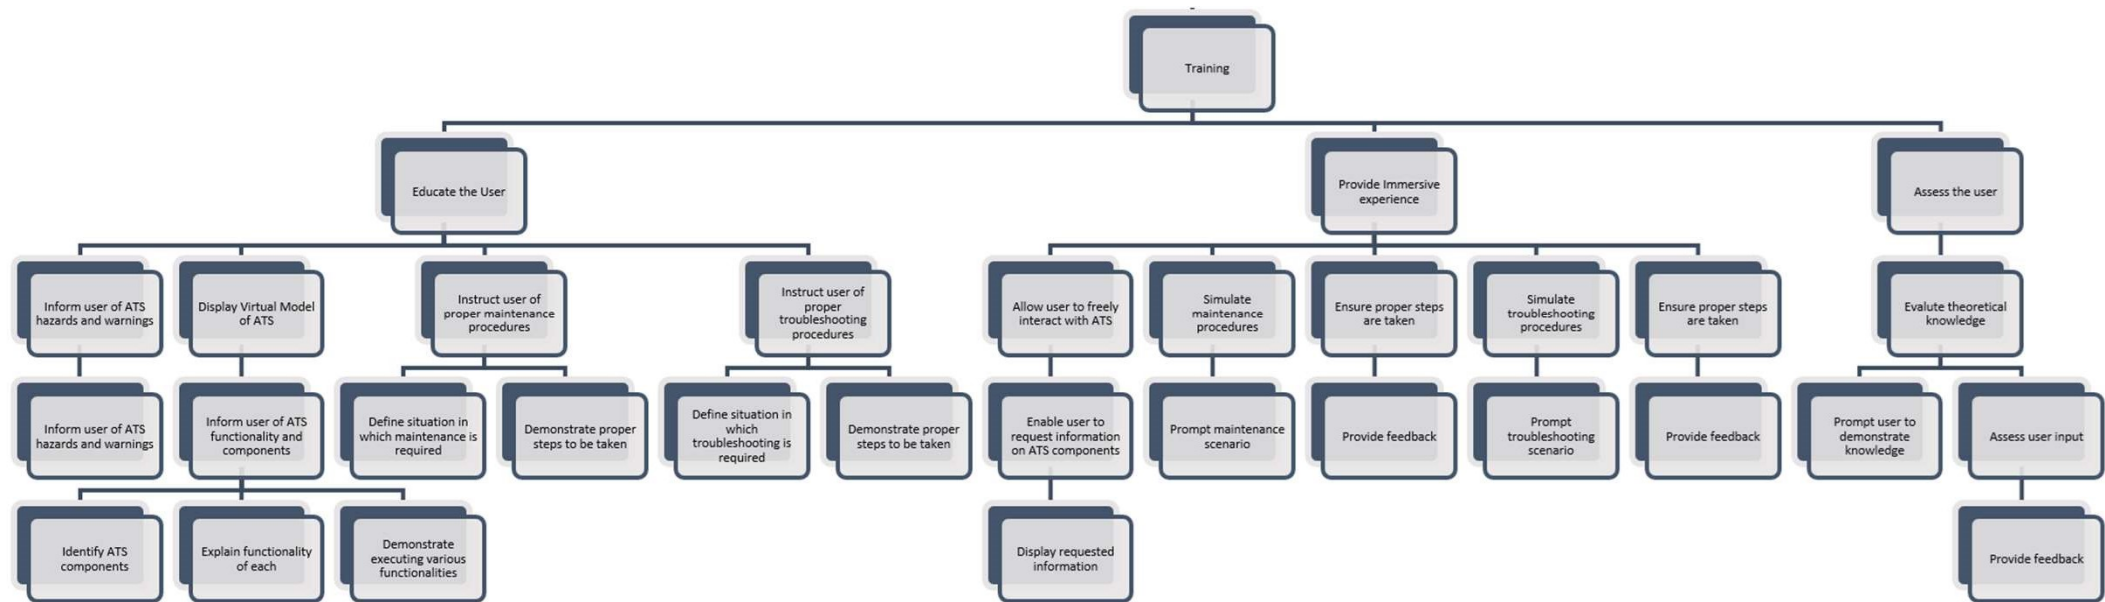 Training
Educate the User
Provide Immersive
experience
Assess the user
Inform user of ATS
hazards and warnings
Display Virtual Model
of ATS
Instruct user of
proper maintenance
procedures
Instruct user of
proper
troubleshooting
procedures
Allow user to freely
interact with ATS
Simulate
maintenance
procedures
Ensure proper steps
are taken
Simulate
troubleshooting
procedures
Ensure proper steps
are taken
Evalute theoretical
knowledge
Inform user of ATS
hazards and warnings
Inform user of ATS
functionality and
components
Define situation in
which maintenance is
required
Demonstrate proper
steps to be taken
Define situation in
which
troubleshooting is
required
Demonstrate proper
steps to be taken
Enable user to
request information
on ATS components
Prompt maintenance
scenario
Provide feedback
Prompt
troubleshooting
scenario
Provide feedback
Prompt user to
demonstrate
knowledge
Assess user input
Identify ATS
components
Explain functionality
of each
Demonstrate
executing various
functionalities
Display requested
information
Provide feedback